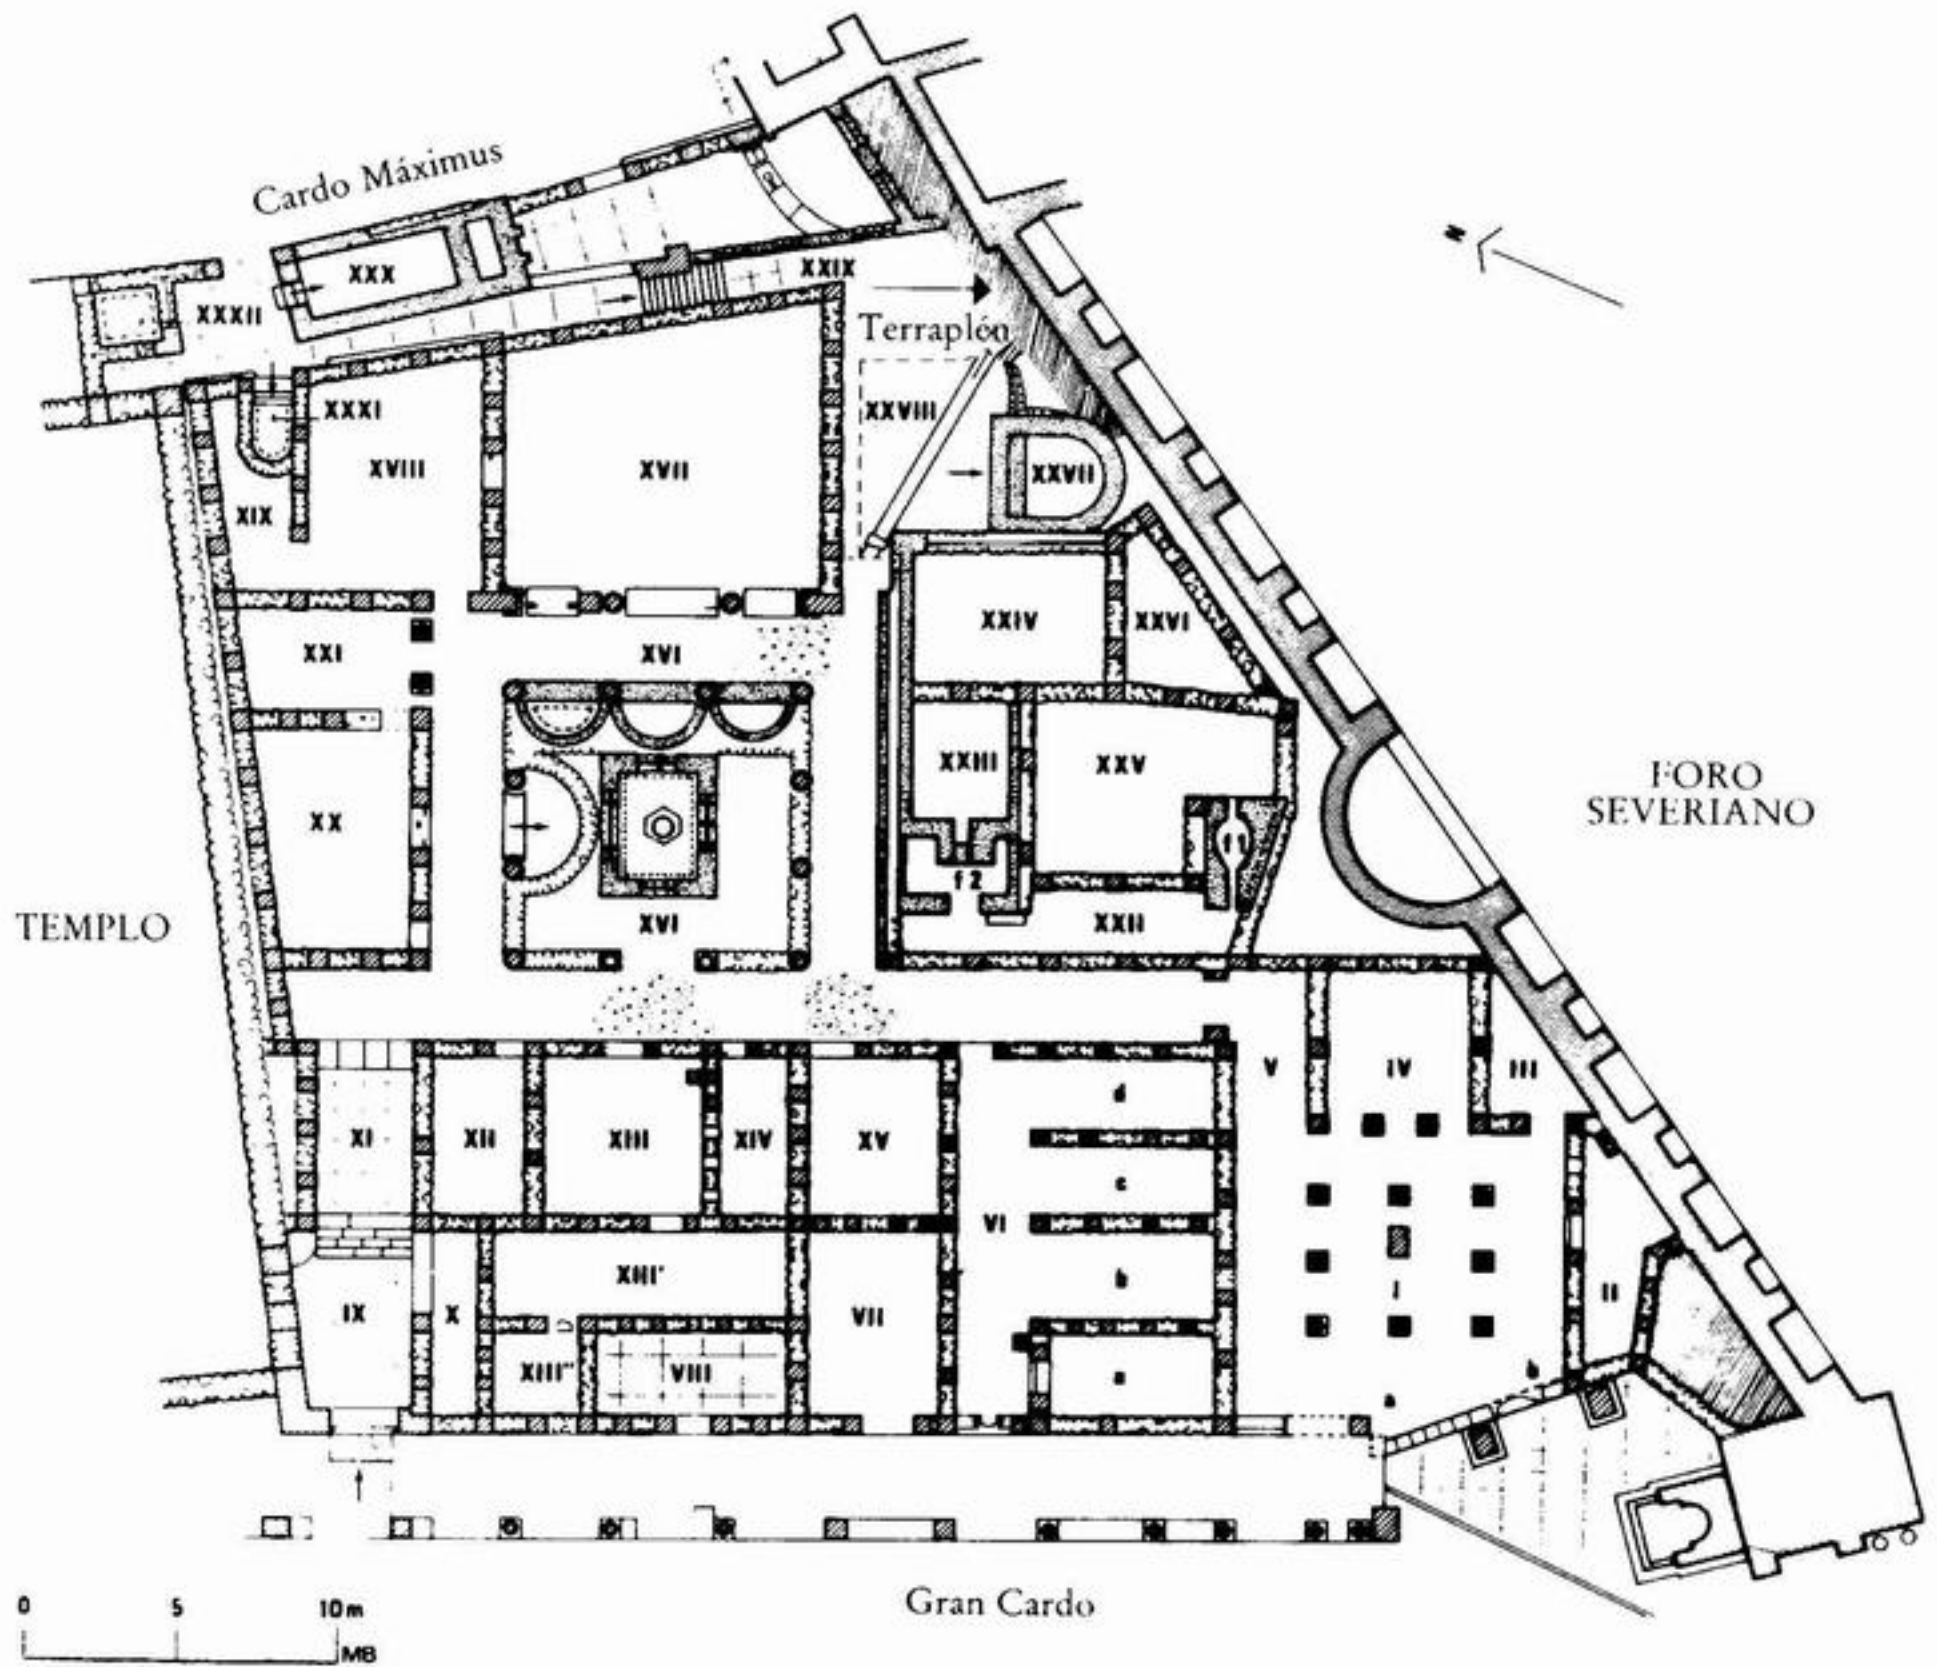 Cardo Máximus
N
XXX
XXIX
XXXII
Terraplén
XXXI
XXVIII
XVIII
XVII
XXVII
XIX
XXIV
XXVI
XXI
XVI
XXIII
XXV
FORO
SEVERIANO
XX
f1
f2
TEMPLO
XVI
XXII
V
IV
III
d
XI
XII
XIII
XIV
XV
c
VI
XIII'
b
I
II
IX
X
VII
XIII''
VIII
a
b
a
Gran Cardo
0 5 10m
MB